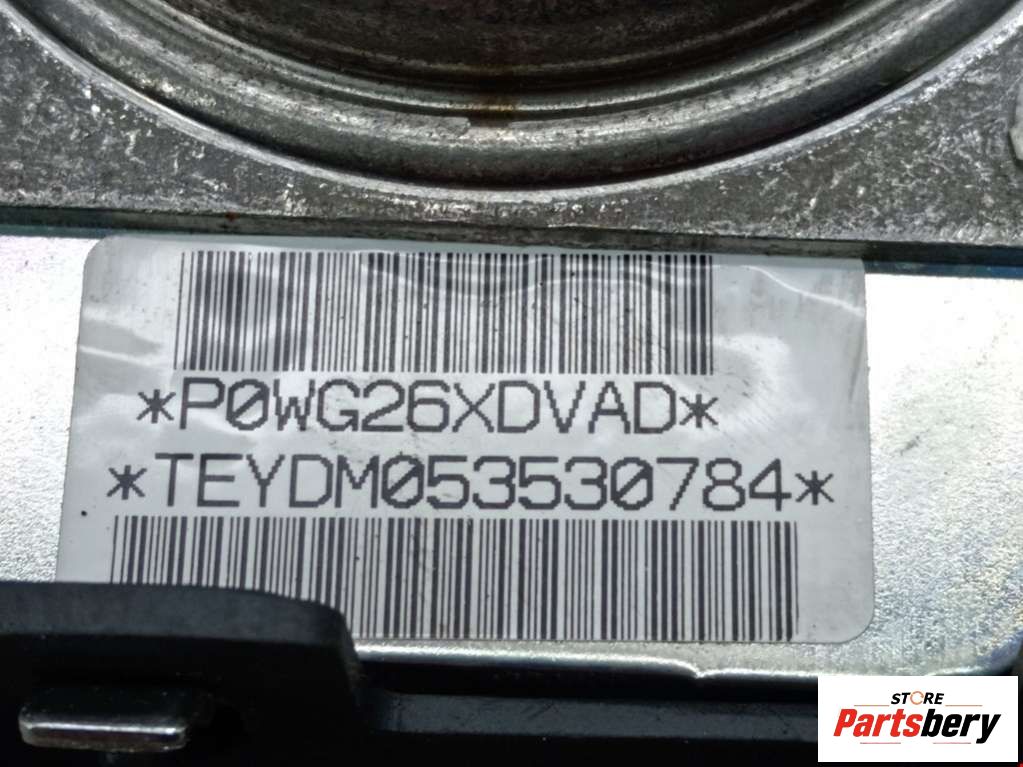 *P0WG26XDVAD*
*TEYDM053530784*
STORE
Partsbery